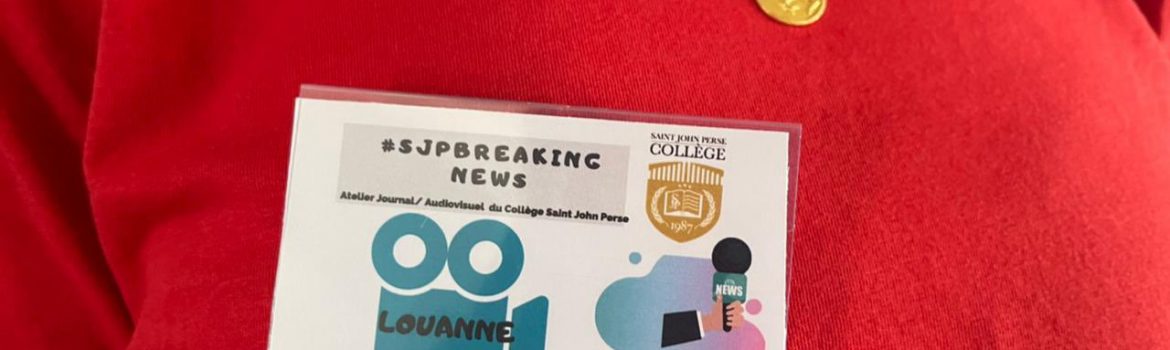 #SJPBREAKING
NEWS
Atelier Journal/ Audiovisuel du Collège Saint John Perse
SAINT JOHN PERSE
COLLÈGE
1987
NEWS
LOUANNE